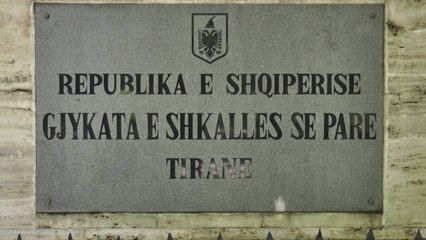 REPUBLIKA E SHQIPERISE
GJYKATA E SHKALLES SE PARE
TIRANE